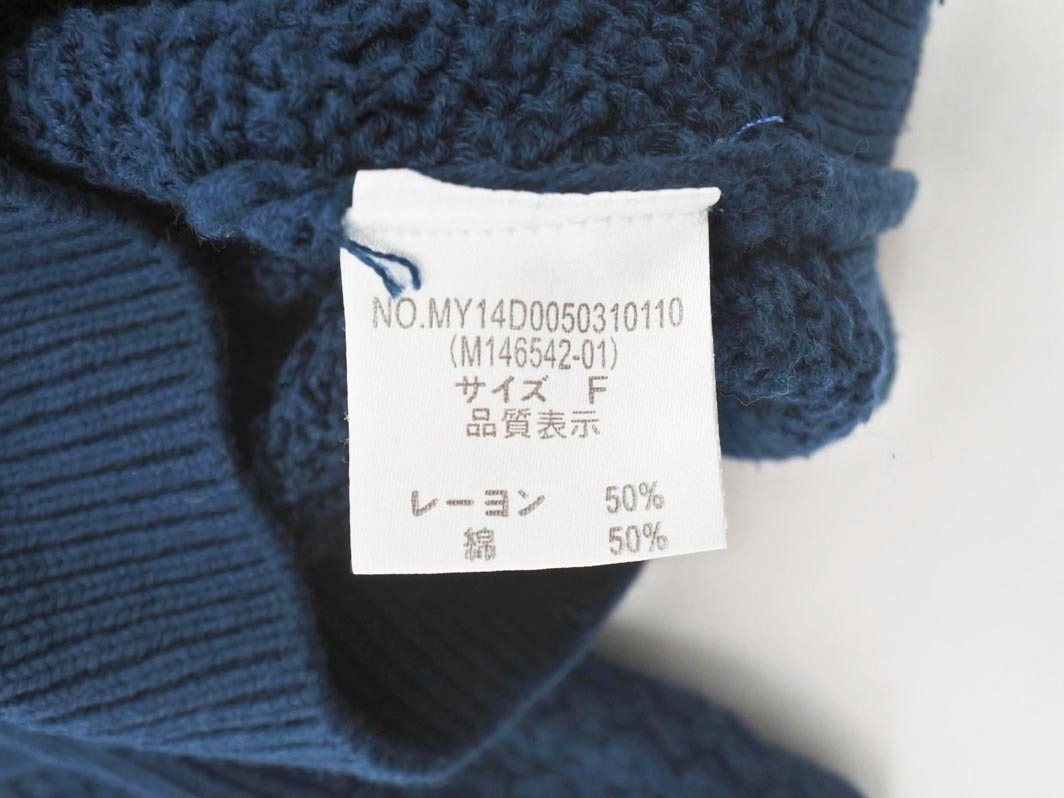 NO.MY14D0050310110
(M146542-01)
サイズ F
品質表示
レーヨン 50%
綿 50%